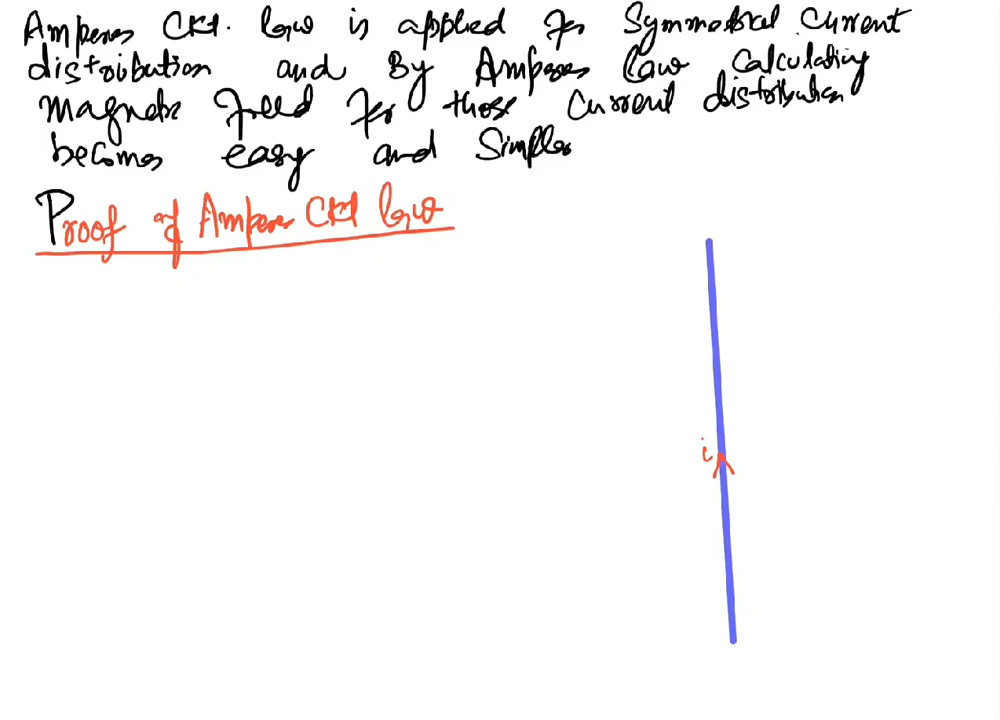 Amperes CKt. law is applied for Symmetrical current
distribution and By Amperes law Calculating
magnetic field for those Current distribution
becomes easy and Simpler
Proof of Amperes CKt law
i